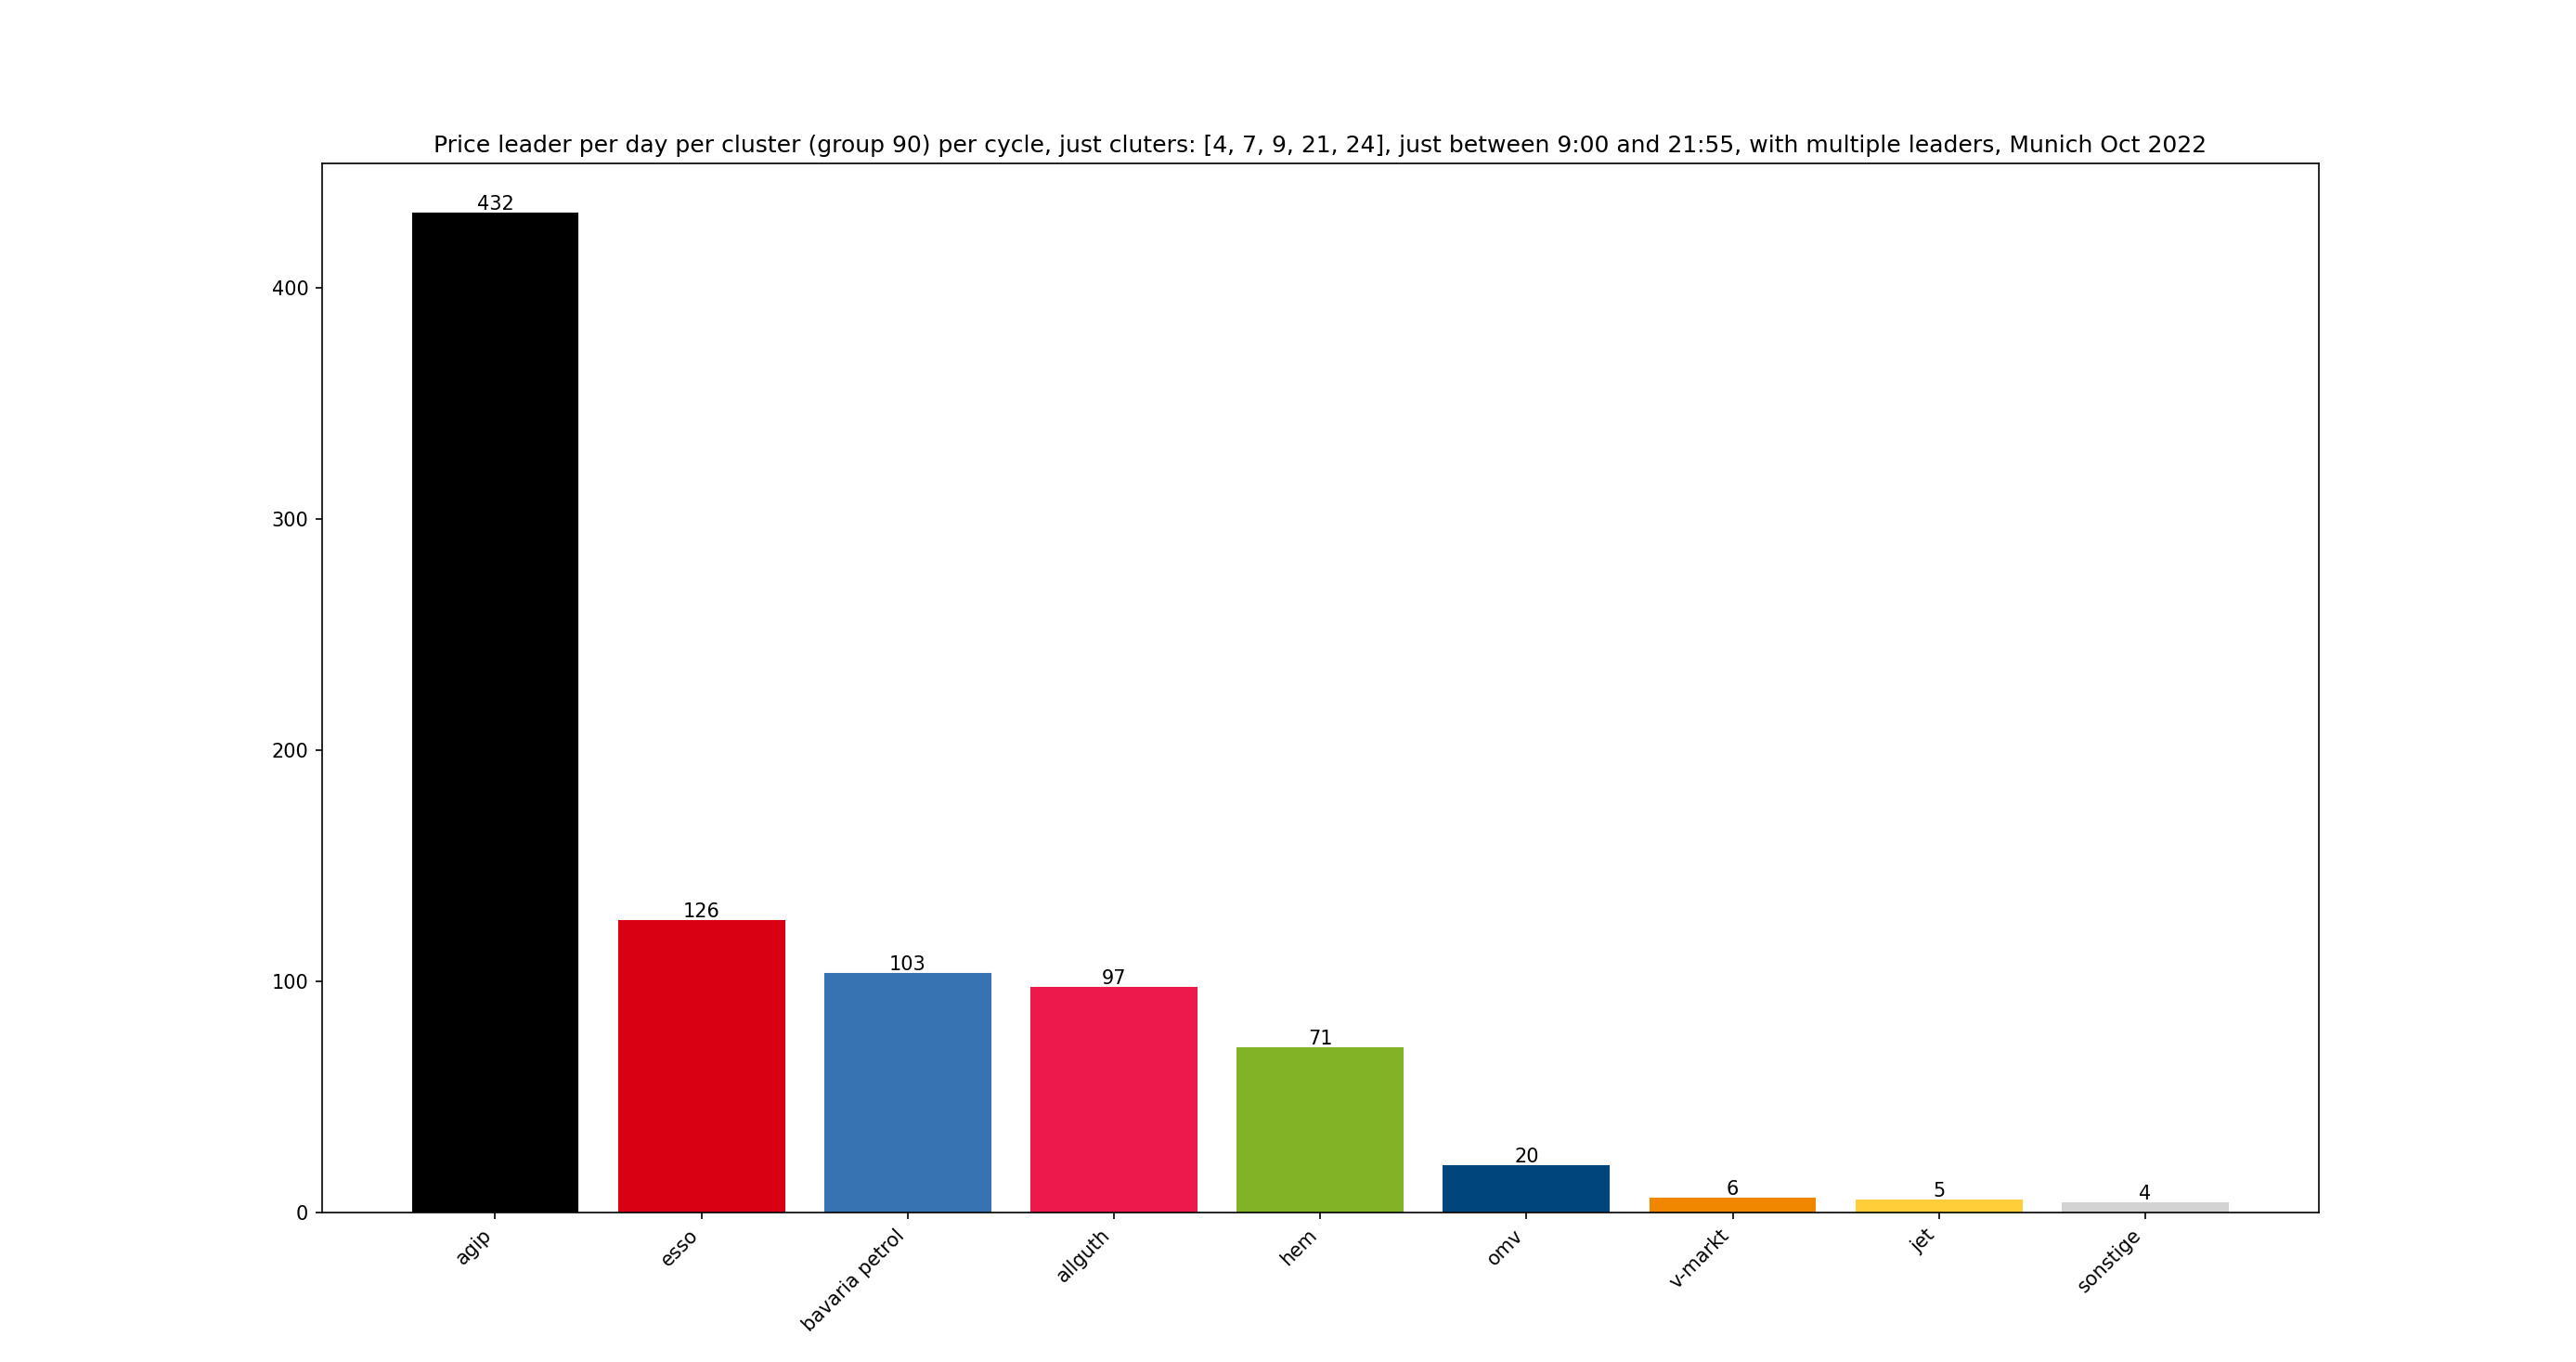 Price leader per day per cluster (group 90) per cycle, just cluters: [4, 7, 9, 21, 24], just between 9:00 and 21:55, with multiple leaders, Munich Oct 2022
432
400
300
200
126
103
100
97
71
20
6
5
4
0
agip
esso
bavaria petrol
allguth
hem
omv
v-markt
jet
sonstige